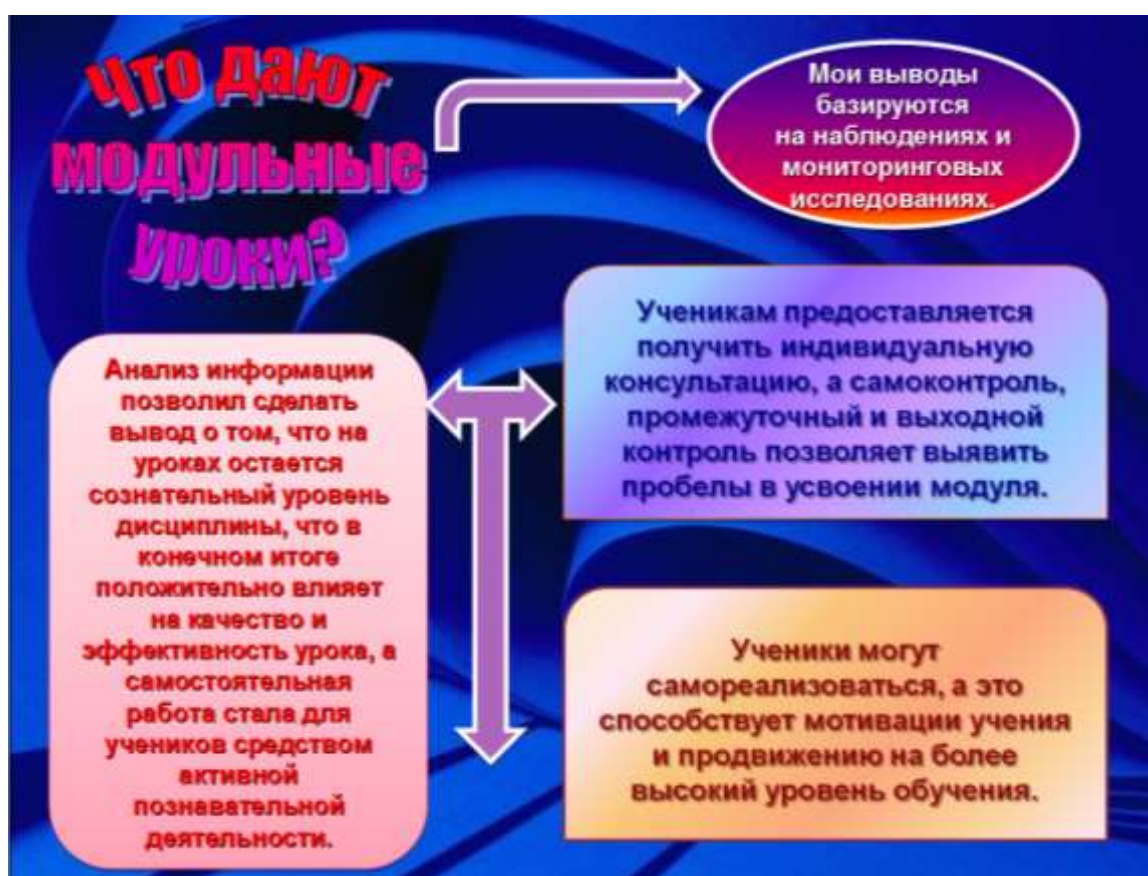 Что дают
модульные
уроки?
Мои выводы
базируются
на наблюдениях и
мониторинговых
исследованиях.
Ученикам предоставляется
получить индивидуальную
консультацию, а самоконтроль,
промежуточный и выходной
контроль позволяет выявить
пробелы в усвоении модуля.
Анализ информации
позволил сделать
вывод о том, что на
уроках остается
сознательный уровень
дисциплины, что в
конечном итоге
положительно влияет
на качество и
эффективность урока, а
самостоятельная
работа стала для
учеников средством
активной
познавательной
деятельности.
Ученики могут
самореализоваться, а это
способствует мотивации учения
и продвижению на более
высокий уровень обучения.